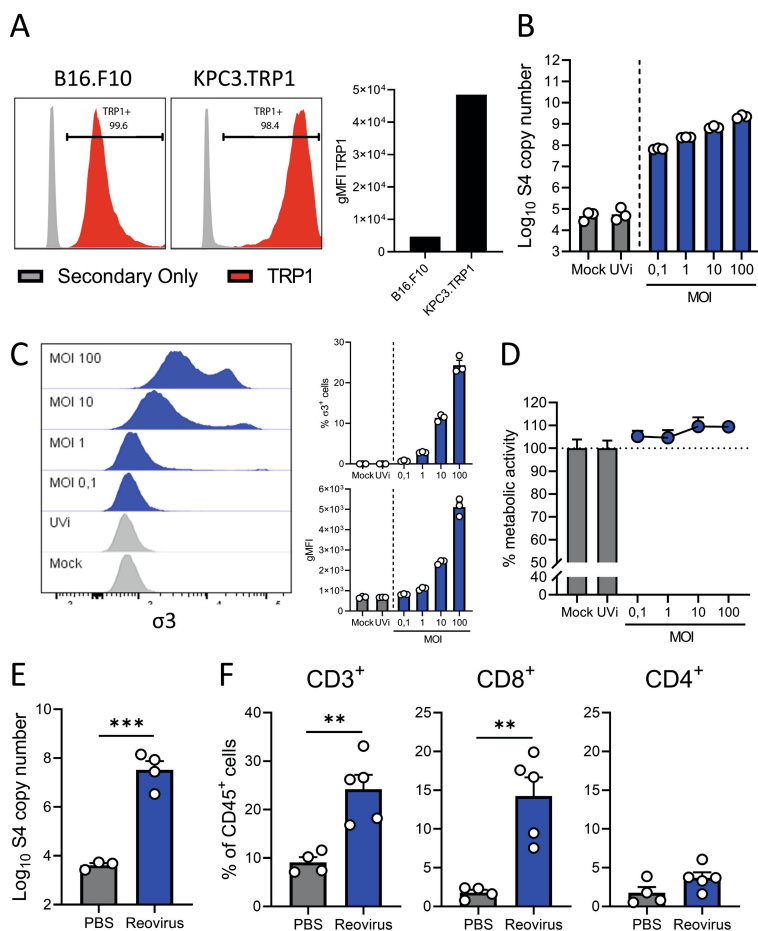 A
B16.F10
KPC3.TRP1
TRP1+
99.6
TRP1+
98.4
Secondary Only
TRP1
gMFI TRP1
5×10⁴
4×10⁴
3×10⁴
2×10⁴
1×10⁴
0
B16.F10
KPC3.TRP1
B
Log₁₀ S4 copy number
12
11
10
9
8
7
6
5
4
3
Mock UVi 0,1 1 10 100
MOI
C
MOI 100
MOI 10
MOI 1
MOI 0,1
UVi
Mock
σ3
% σ3⁺ cells
30
20
10
0
Mock UVi 0,1 1 10 100
gMFI
6×10³
5×10³
4×10³
3×10³
2×10³
1×10³
0
Mock UVi 0,1 1 10 100
MOI
D
% metabolic activity
120
110
100
90
80
70
60
50
40
0
Mock UVi 0,1 1 10 100
MOI
E
Log₁₀ S4 copy number
10
8
6
4
2
***
PBS Reovirus
F
CD3⁺
% of CD45⁺ cells
40
30
20
10
0
**
PBS Reovirus
CD8⁺
25
20
15
10
5
0
**
PBS Reovirus
CD4⁺
25
20
15
10
5
0
PBS Reovirus